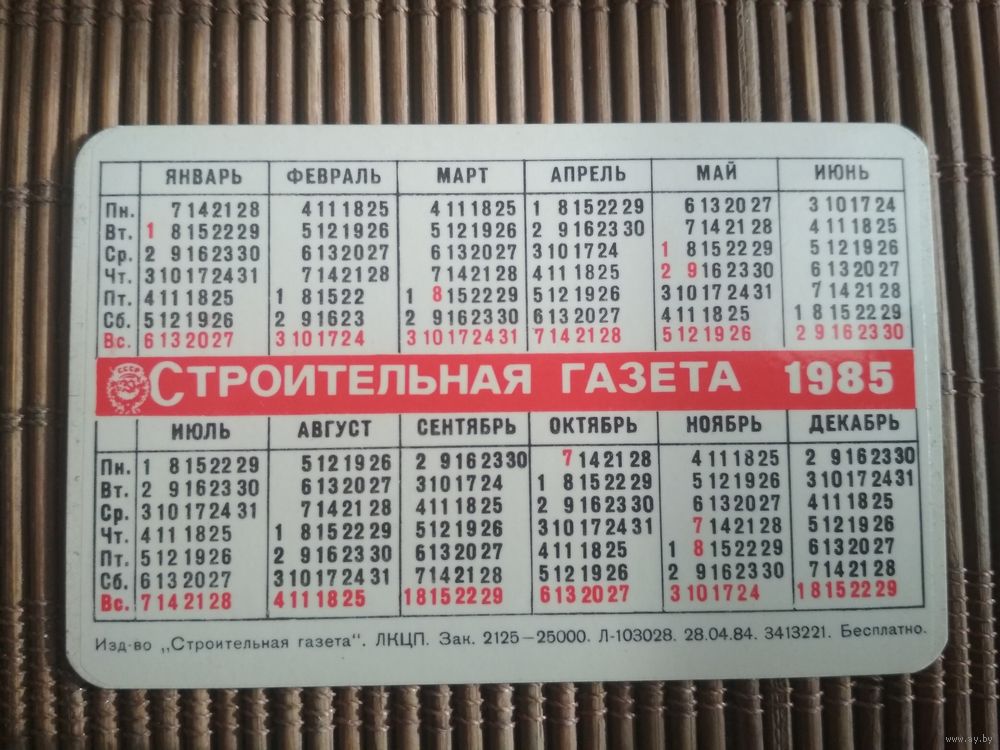 ЯНВАРЬ ФЕВРАЛЬ МАРТ АПРЕЛЬ МАЙ ИЮНЬ
Пн. 7 14 21 28 4 11 18 25 4 11 18 25 1 8 15 22 29 6 13 20 27 3 10 17 24
Вт. 1 8 15 22 29 5 12 19 26 5 12 19 26 2 9 16 23 30 7 14 21 28 4 11 18 25
Ср. 2 9 16 23 30 6 13 20 27 6 13 20 27 3 10 17 24 1 8 15 22 29 5 12 19 26
Чт. 3 10 17 24 31 7 14 21 28 7 14 21 28 4 11 18 25 2 9 16 23 30 6 13 20 27
Пт. 4 11 18 25 1 8 15 22 1 8 15 22 29 5 12 19 26 3 10 17 24 31 7 14 21 28
Сб. 5 12 19 26 2 9 16 23 2 9 16 23 30 6 13 20 27 4 11 18 25 1 8 15 22 29
Вс. 6 13 20 27 3 10 17 24 3 10 17 24 31 7 14 21 28 5 12 19 26 2 9 16 23 30
СССР СТРОИТЕЛЬНАЯ ГАЗЕТА 1985
ИЮЛЬ АВГУСТ СЕНТЯБРЬ ОКТЯБРЬ НОЯБРЬ ДЕКАБРЬ
Пн. 1 8 15 22 29 5 12 19 26 2 9 16 23 30 7 14 21 28 4 11 18 25 2 9 16 23 30
Вт. 2 9 16 23 30 6 13 20 27 3 10 17 24 1 8 15 22 29 5 12 19 26 3 10 17 24 31
Ср. 3 10 17 24 31 7 14 21 28 4 11 18 25 2 9 16 23 30 6 13 20 27 4 11 18 25
Чт. 4 11 18 25 1 8 15 22 29 5 12 19 26 3 10 17 24 31 7 14 21 28 5 12 19 26
Пт. 5 12 19 26 2 9 16 23 30 6 13 20 27 4 11 18 25 1 8 15 22 29 6 13 20 27
Сб. 6 13 20 27 3 10 17 24 31 7 14 21 28 5 12 19 26 2 9 16 23 30 7 14 21 28
Вс. 7 14 21 28 4 11 18 25 1 8 15 22 29 6 13 20 27 3 10 17 24 1 8 15 22 29
Изд-во „Строительная газета“. ЛКЦП. Зак. 2125—25000. Л-103028. 28.04.84. 3413221. Бесплатно.
www.ay.by